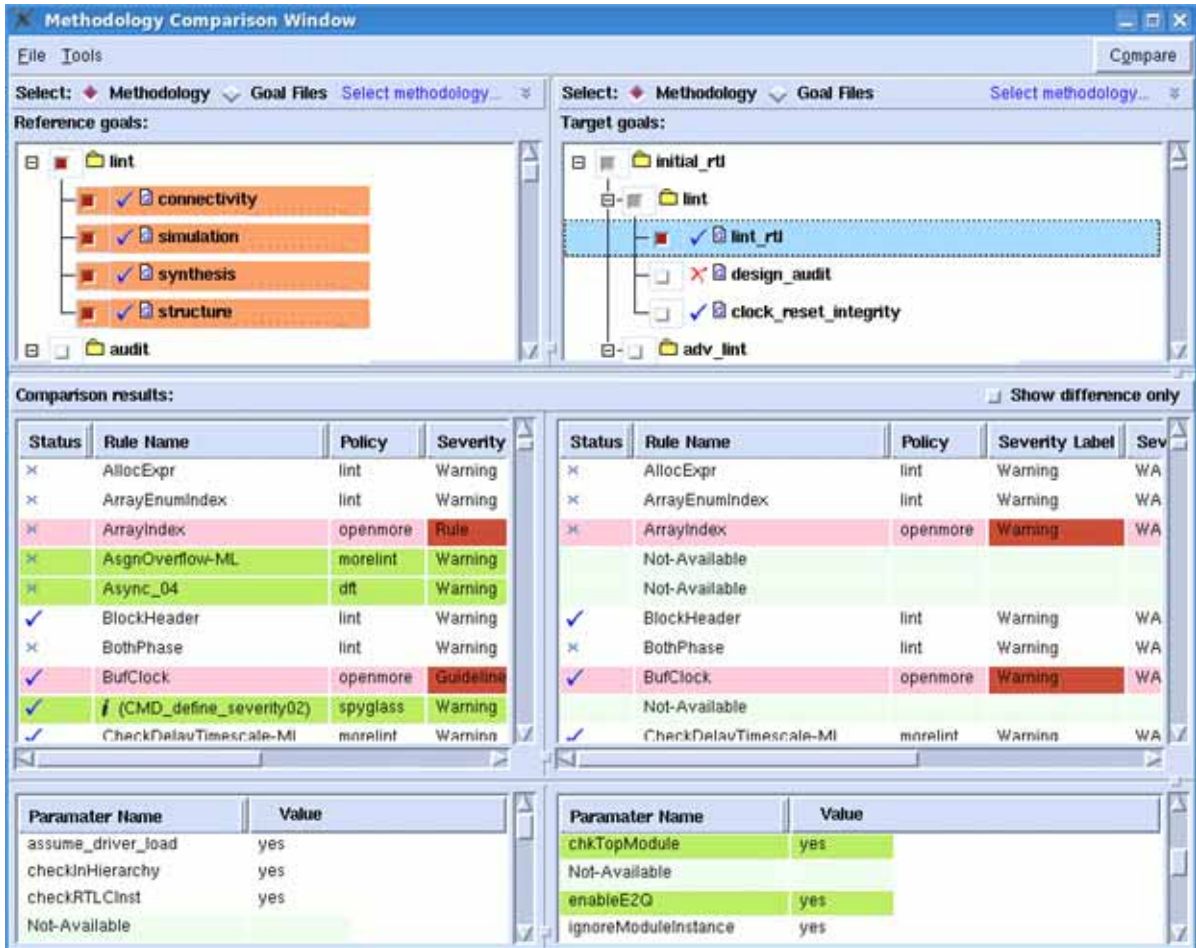 Methodology Comparison Window
File Tools Compare
Select: Methodology Goal Files Select methodology... Select: Methodology Goal Files Select methodology...
Reference goals: Target goals:
lint
connectivity
simulation
synthesis
structure
audit
initial_rtl
lint
lint_rtl
design_audit
clock_reset_integrity
adv_lint
Comparison results: Show difference only
Status Rule Name Policy Severity
AllocExpr lint Warning
ArrayEnumIndex lint Warning
ArrayIndex openmore Rule
AsgnOverflow-ML morelint Warning
Async_04 dft Warning
BlockHeader lint Warning
BothPhase lint Warning
BufClock openmore Guideline
i (CMD_define_severity02) spyglass Warning
CheckDelayTimescale-ML morelint Warning
Status Rule Name Policy Severity Label Sev
AllocExpr lint Warning WA
ArrayEnumIndex lint Warning WA
ArrayIndex openmore Warning WA
Not-Available
Not-Available
BlockHeader lint Warning WA
BothPhase lint Warning WA
BufClock openmore Warning WA
Not-Available
CheckDelayTimescale-ML morelint Warning WA
Paramater Name Value
assume_driver_load yes
checkInHierarchy yes
checkRTLCInst yes
Not-Available
Paramater Name Value
chkTopModule yes
Not-Available
enableE2Q yes
ignoreModuleInstance yes